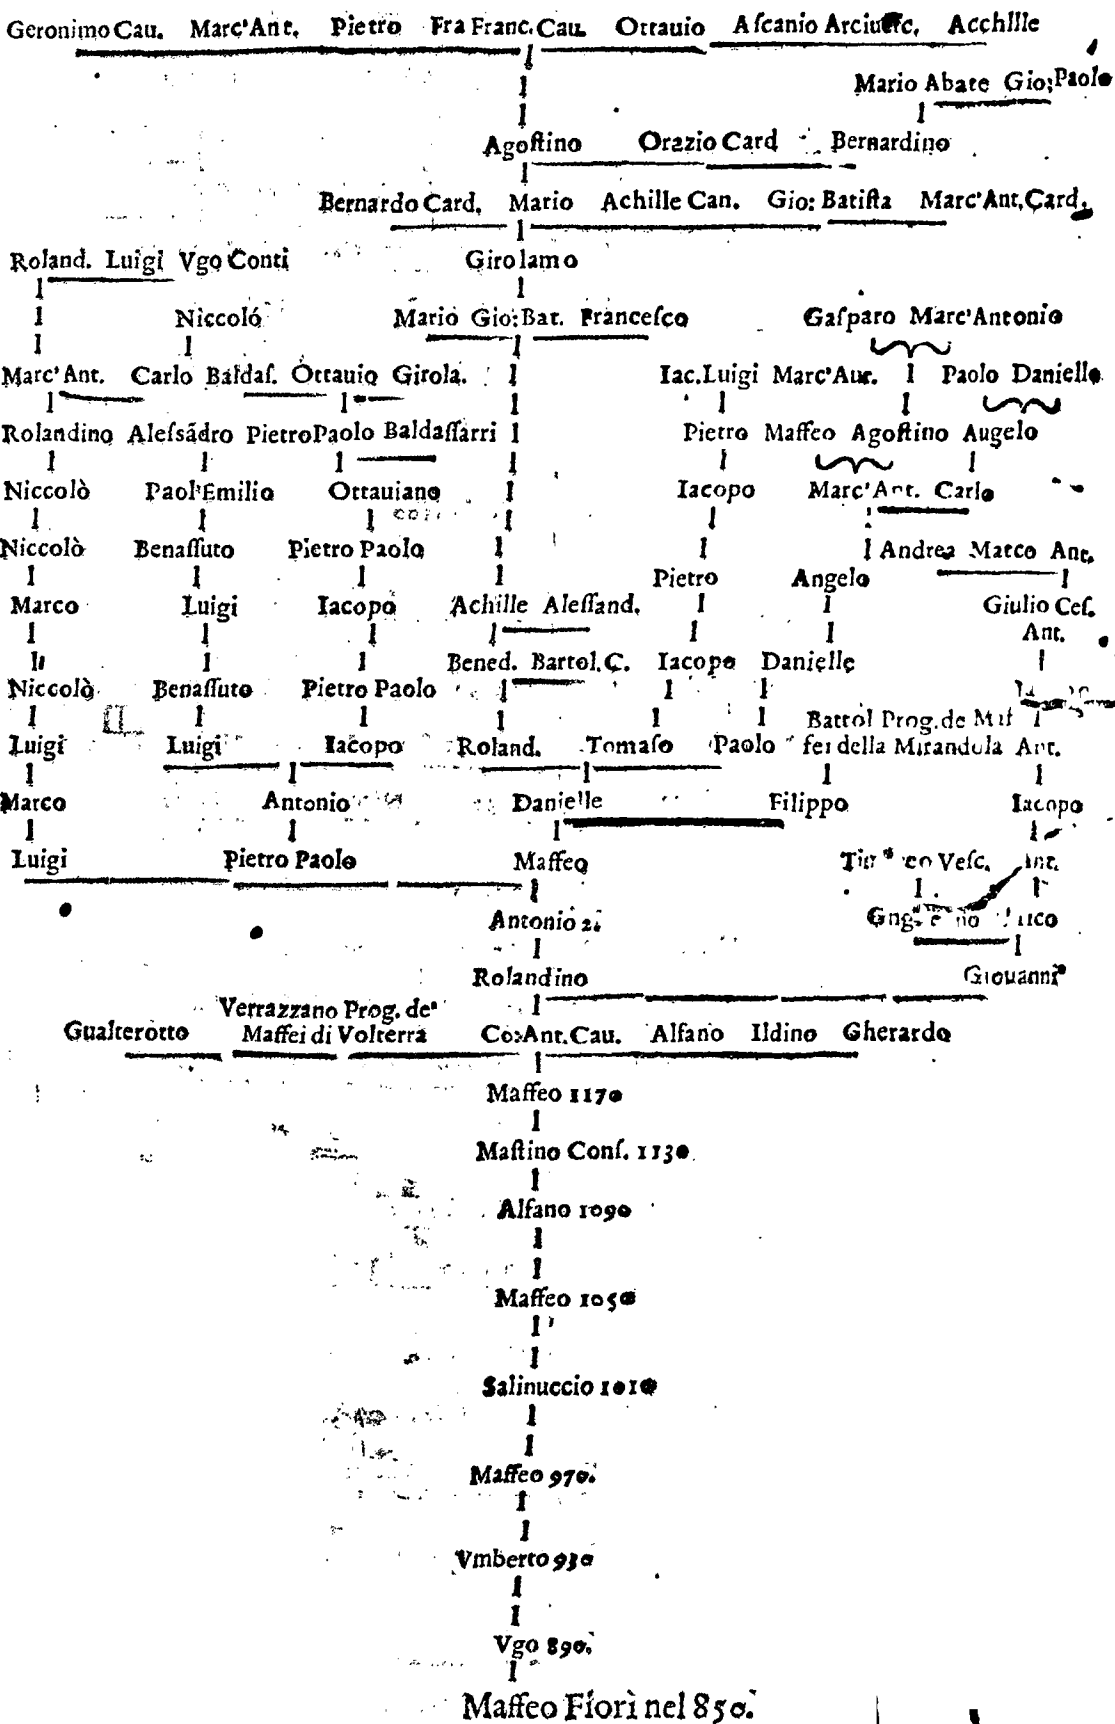 Geronimo Cau. Marc'Ant. Pietro Fra Franc. Cau. Ottauio Aſcanio Acchille
Mario Abate Gio: Paolo
Agoſtino Orazio Card Bernardino
Bernardo Card. Mario Achille Can. Gio: Batiſta Marc'Ant. Card.
Roland. Luigi Vgo Conti Girolamo
Niccoló Mario Gio: Bat. Franceſco Gaſparo Marc'Antonio
Marc'Ant. Carlo Baldaſ. Ottauio Girola. Iac. Luigi Marc'Aur. Paolo Danielle
Rolandino Aleſsãdro Pietro Paolo Baldaſſarri Pietro Maffeo Agoſtino Augelo
Niccolò Paol'Emilio Ottauiano Iacopo Marc'Ant. Carlo
Niccolò Benaſſuto Pietro Paolo Andrea Marco Ant.
Pietro Angelo
Marco Luigi Iacopo Achille Aleſſand. Giulio Ceſ.
Ant.
Bened. Bartol. C. Iacopo Danielle
Niccolò Benaſſuto Pietro Paolo
Battol Prog. de Maſ
Luigi Luigi Iacopo Roland. Tomaſo Paolo fei della Mirandula Ant.
Marco Antonio Danielle Filippo Iacopo
Luigi Pietro Paolo Maffeo Veſc. Ant.
Antonio 2.
Rolandino Giouanni
Verrazzano Prog. de'
Gualterotto Maffei di Volterra Co: Ant. Cau. Alfano Ildino Gherardo
Maffeo 1170
Maſtino Conſ. 1130
Alfano 1090
Maffeo 1050
Salinuccio 1010
Maffeo 970.
Vmberto 930
Vgo 890.
Maffeo Fiorì nel 850.